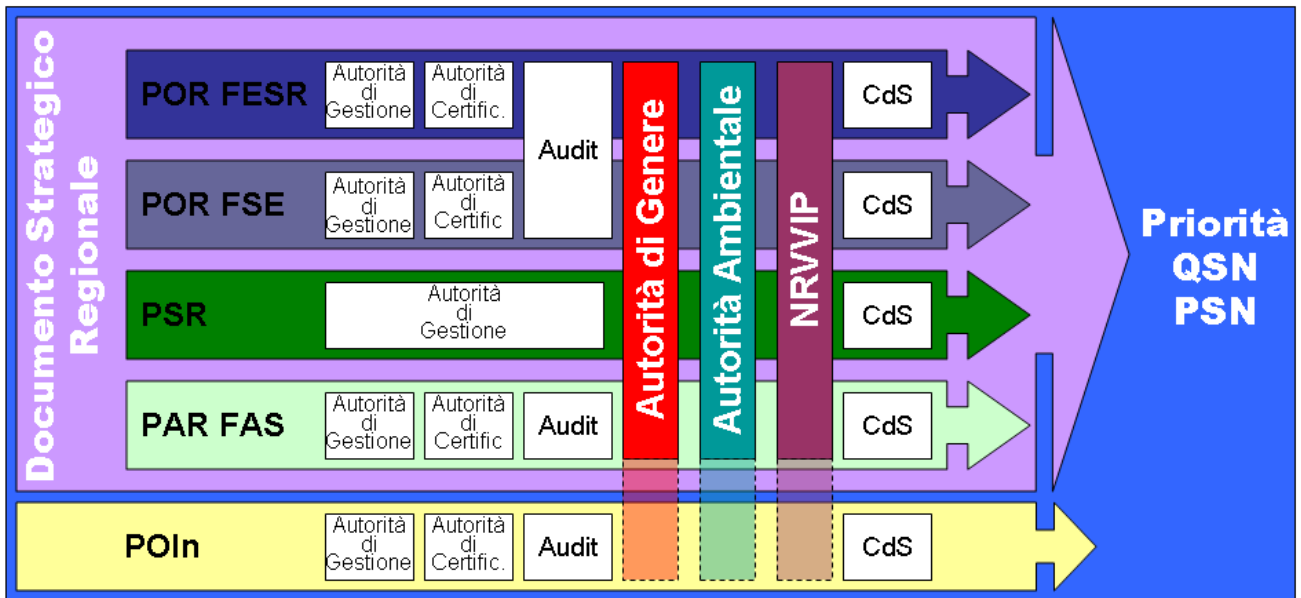 Documento Strategico
Regionale
POR FESR
Autorità
di
Gestione
Autorità
di
Certific.
Audit
CdS
POR FSE
Autorità
di
Gestione
Autorità
di
Certific
CdS
PSR
Autorità
di
Gestione
CdS
PAR FAS
Autorità
di
Gestione
Autorità
di
Certific
Audit
CdS
Autorità di Genere
Autorità Ambientale
NRVVIP
POIn
Autorità
di
Gestione
Autorità
di
Certific.
Audit
CdS
Priorità
QSN
PSN